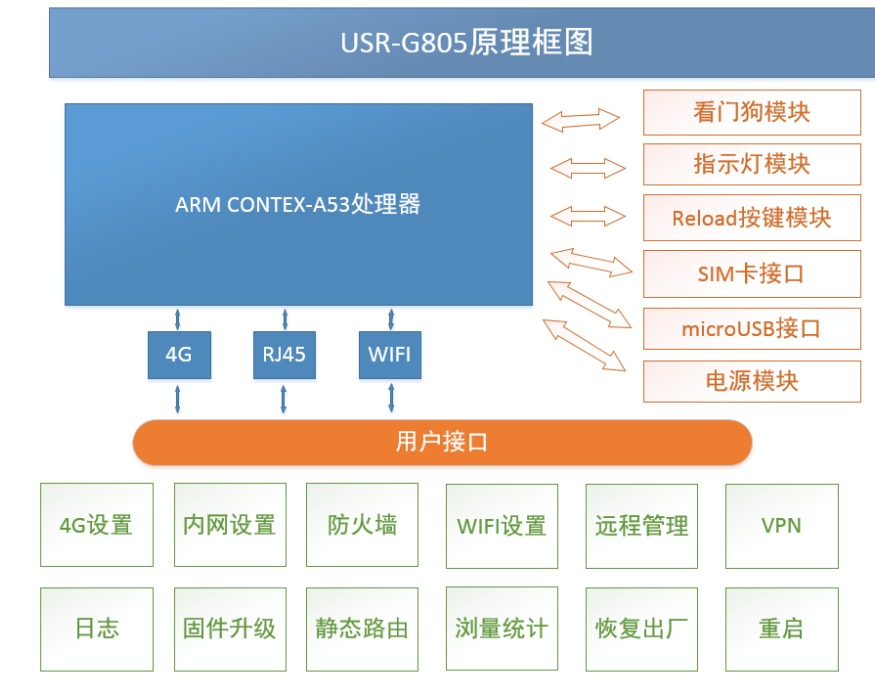 USR-G805原理框图
ARM CONTEX-A53处理器
看门狗模块
指示灯模块
Reload按键模块
SIM卡接口
microUSB接口
电源模块
4G
RJ45
WIFI
用户接口
4G设置
内网设置
防火墙
WIFI设置
远程管理
VPN
日志
固件升级
静态路由
浏量统计
恢复出厂
重启